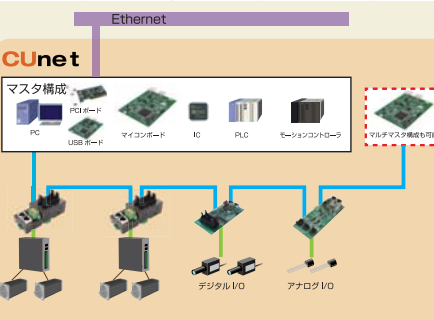 Ethernet
CUnet
マスタ構成
PCIボード
PC
USBボード
マイコンボード
IC
PLC
モーションコントローラ
マルチマスタ構成も可
デジタルI/O
アナログI/O